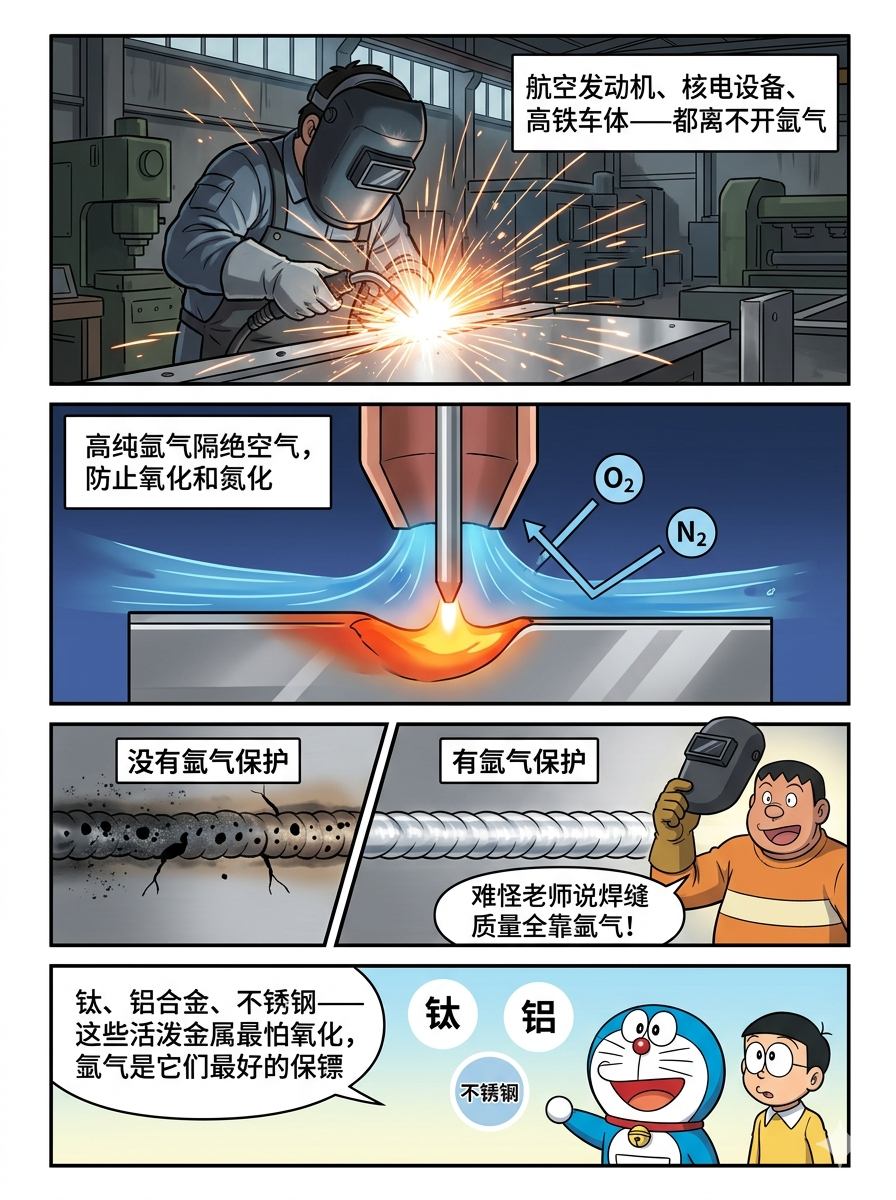 航空发动机、核电设备、
高铁车体——都离不开氩气
高纯氩气隔绝空气，
防止氧化和氮化
O₂
N₂
没有氩气保护
有氩气保护
难怪老师说焊缝
质量全靠氩气！
钛、铝合金、不锈钢——
这些活泼金属最怕氧化，
氩气是它们最好的保镖
钛
铝
不锈钢